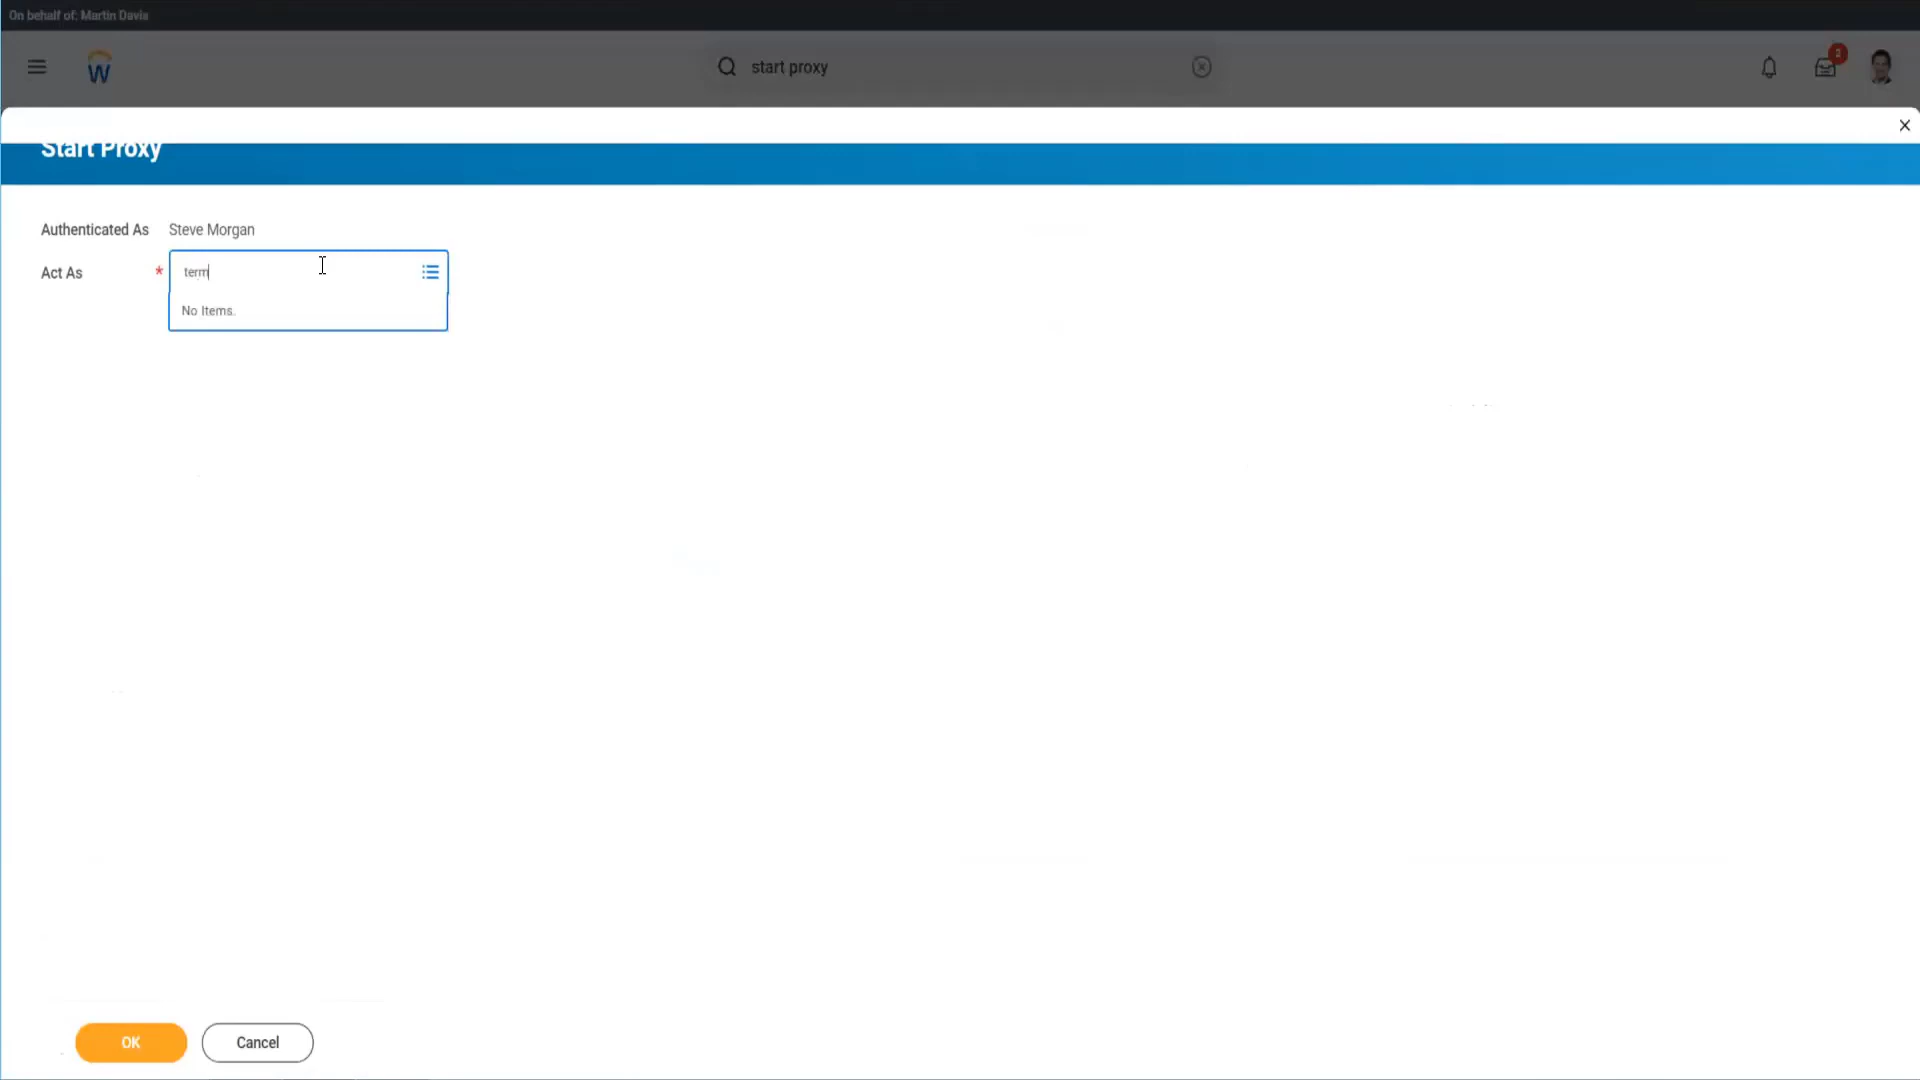 On behalf of: Martin Davis
start proxy
2
Start Proxy
Authenticated As Steve Morgan
Act As * term
No Items.
OK Cancel